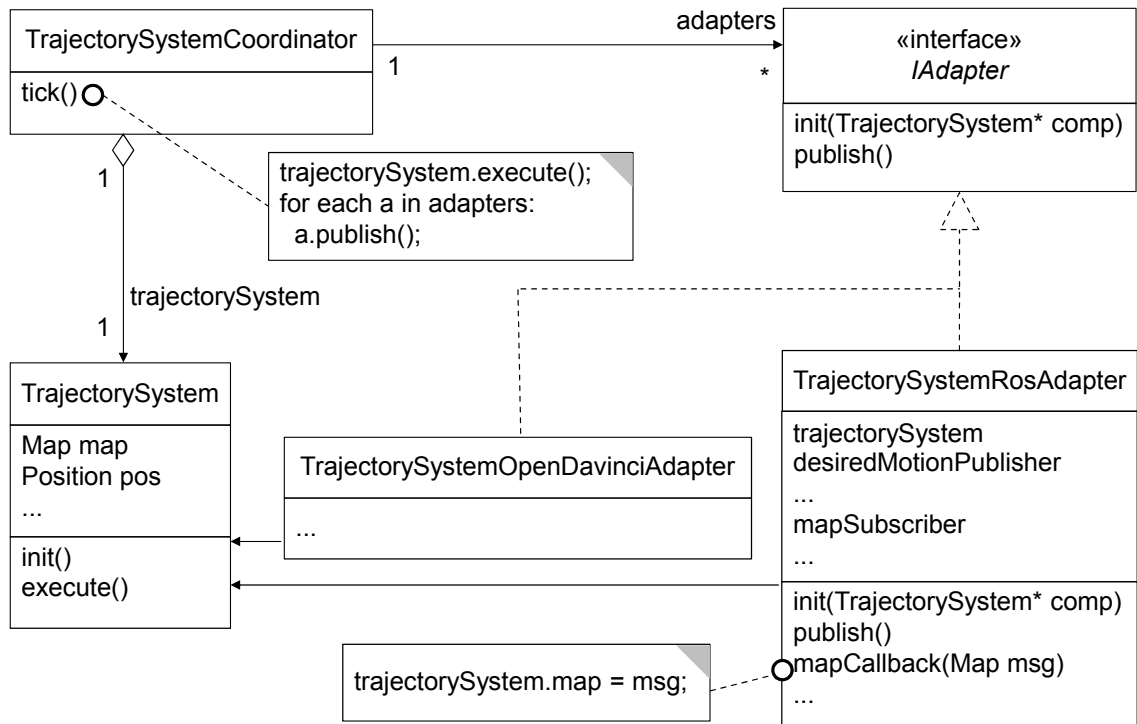 TrajectorySystemCoordinator
tick()
1
adapters
*
«interface»
IAdapter
init(TrajectorySystem* comp)
publish()
trajectorySystem.execute();
for each a in adapters:
a.publish();
1
trajectorySystem
1
TrajectorySystem
Map map
Position pos
...
init()
execute()
TrajectorySystemOpenDavinciAdapter
...
TrajectorySystemRosAdapter
trajectorySystem
desiredMotionPublisher
...
mapSubscriber
...
init(TrajectorySystem* comp)
publish()
mapCallback(Map msg)
...
trajectorySystem.map = msg;